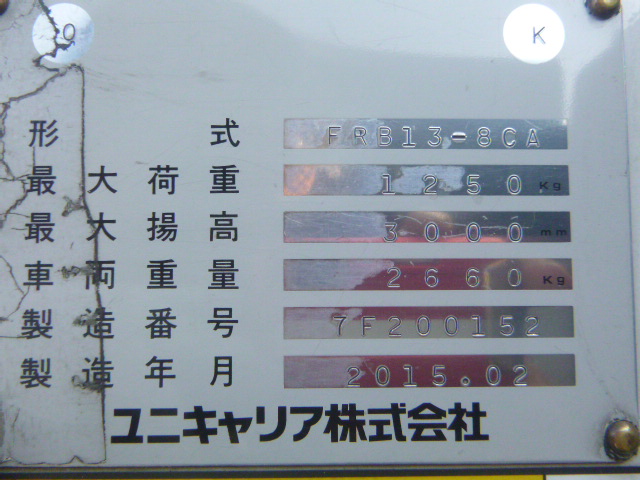 0 K
形式 FRB13-8CA
最大荷重 1250 Kg
最大揚高 3000 mm
車両重量 2660 Kg
製造番号 7F200152
製造年月 2015.02
ユニキャリア株式会社